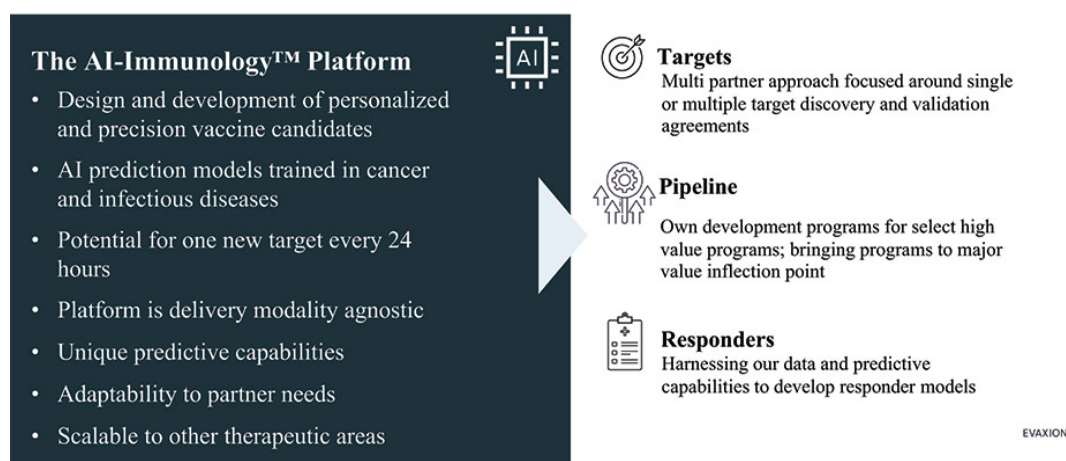 The AI-Immunology™ Platform
• Design and development of personalized
and precision vaccine candidates
• AI prediction models trained in cancer
and infectious diseases
• Potential for one new target every 24
hours
• Platform is delivery modality agnostic
• Unique predictive capabilities
• Adaptability to partner needs
• Scalable to other therapeutic areas
AI
Targets
Multi partner approach focused around single
or multiple target discovery and validation
agreements
Pipeline
Own development programs for select high
value programs; bringing programs to major
value inflection point
Responders
Harnessing our data and predictive
capabilities to develop responder models
EVAXION